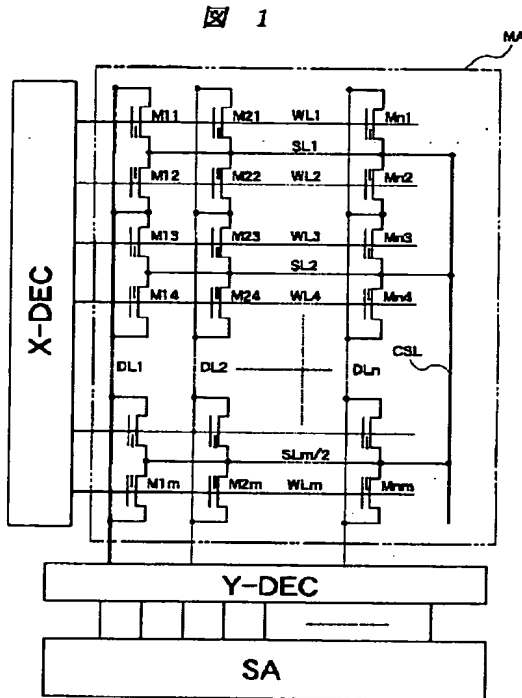 図 1
MA
M11 M21 WL1 Mn1
SL1
M12 M22 WL2 Mn2
M13 M23 WL3 Mn3
SL2
M14 M24 WL4 Mn4
X-DEC
DL1 DL2 DLn CSL
SLm/2
M1m M2m WLm Mnm
Y-DEC
SA